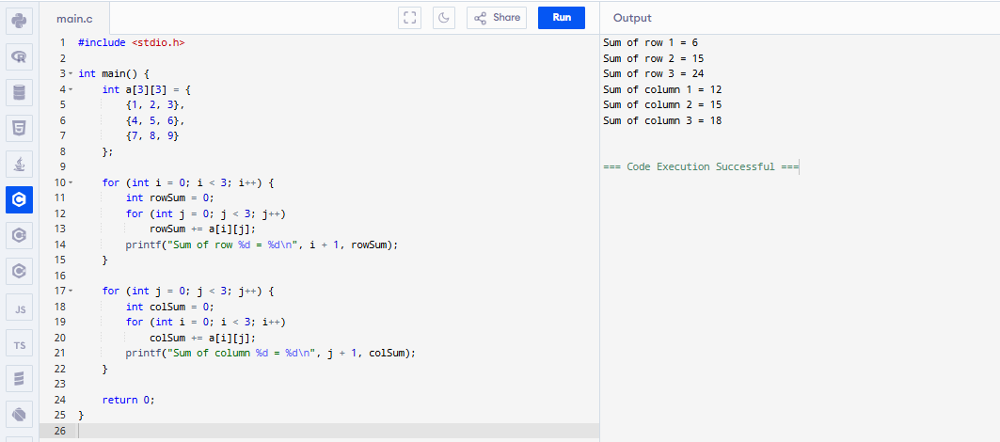 main.c
Share
Run
Output
1 #include <stdio.h>
2
3 int main() {
4     int a[3][3] = {
5         {1, 2, 3},
6         {4, 5, 6},
7         {7, 8, 9}
8     };
9
10     for (int i = 0; i < 3; i++) {
11         int rowSum = 0;
12         for (int j = 0; j < 3; j++)
13             rowSum += a[i][j];
14         printf("Sum of row %d = %d\n", i + 1, rowSum);
15     }
16
17     for (int j = 0; j < 3; j++) {
18         int colSum = 0;
19         for (int i = 0; i < 3; i++)
20             colSum += a[i][j];
21         printf("Sum of column %d = %d\n", j + 1, colSum);
22     }
23
24     return 0;
25 }
26
Sum of row 1 = 6
Sum of row 2 = 15
Sum of row 3 = 24
Sum of column 1 = 12
Sum of column 2 = 15
Sum of column 3 = 18
=== Code Execution Successful ===
JS
TS